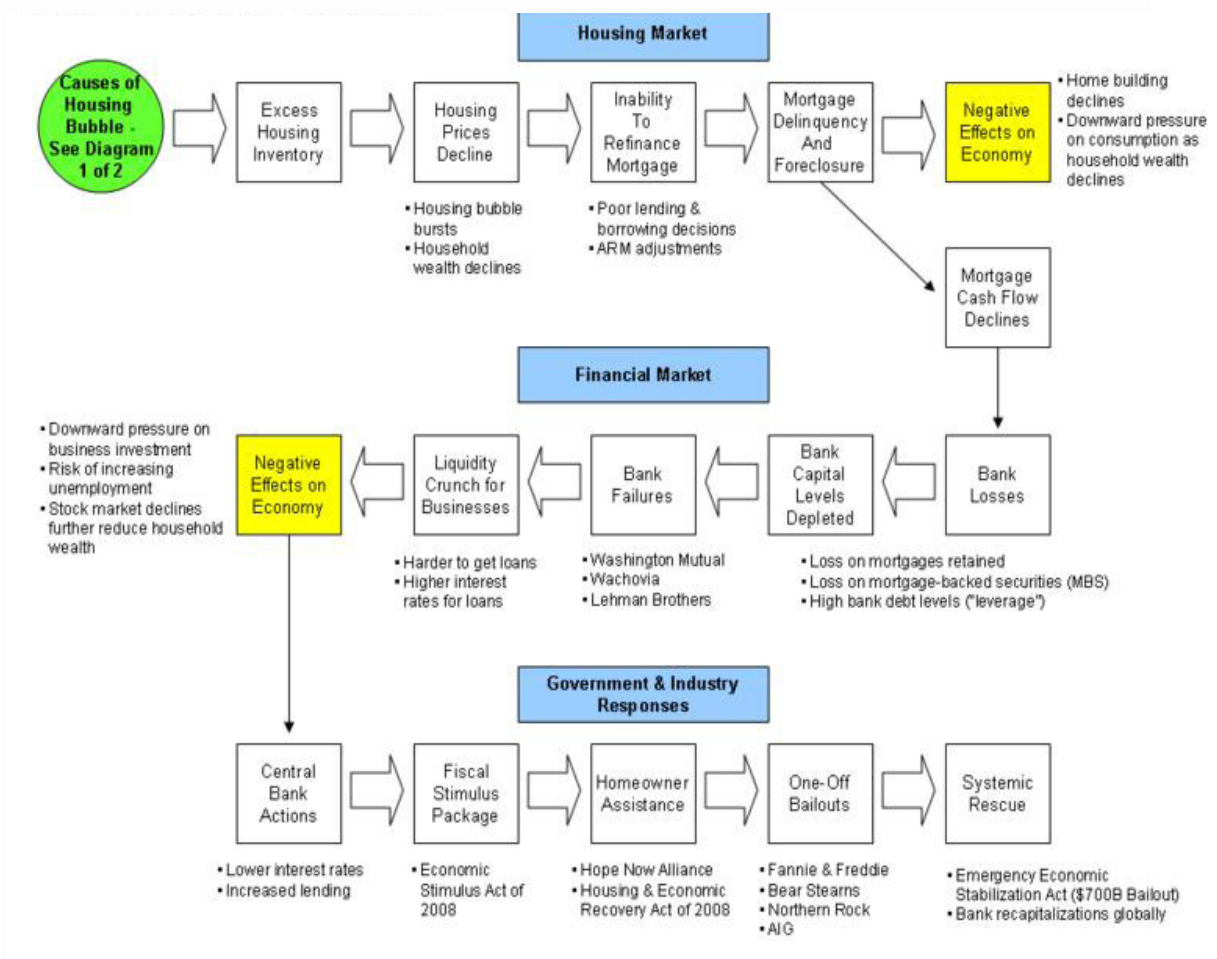 Housing Market
Causes of
Housing
Bubble -
See Diagram
1 of 2
Excess
Housing
Inventory
Housing
Prices
Decline
Inability
To
Refinance
Mortgage
Mortgage
Delinquency
And
Foreclosure
Negative
Effects on
Economy
▪ Home building
declines
▪ Downward pressure
on consumption as
household wealth
declines
▪ Housing bubble
bursts
▪ Household
wealth declines
▪ Poor lending &
borrowing decisions
▪ ARM adjustments
Mortgage
Cash Flow
Declines
Financial Market
▪ Downward pressure on
business investment
▪ Risk of increasing
unemployment
▪ Stock market declines
further reduce household
wealth
Negative
Effects on
Economy
Liquidity
Crunch for
Businesses
Bank
Failures
Bank
Capital
Levels
Depleted
Bank
Losses
▪ Harder to get loans
▪ Higher interest
rates for loans
▪ Washington Mutual
▪ Wachovia
▪ Lehman Brothers
▪ Loss on mortgages retained
▪ Loss on mortgage-backed securities (MBS)
▪ High bank debt levels ("leverage")
Government & Industry
Responses
Central
Bank
Actions
Fiscal
Stimulus
Package
Homeowner
Assistance
One-Off
Bailouts
Systemic
Rescue
▪ Lower interest rates
▪ Increased lending
▪ Economic
Stimulus Act of
2008
▪ Hope Now Alliance
▪ Housing & Economic
Recovery Act of 2008
▪ Fannie & Freddie
▪ Bear Stearns
▪ Northern Rock
▪ AIG
▪ Emergency Economic
Stabilization Act ($700B Bailout)
▪ Bank recapitalizations globally